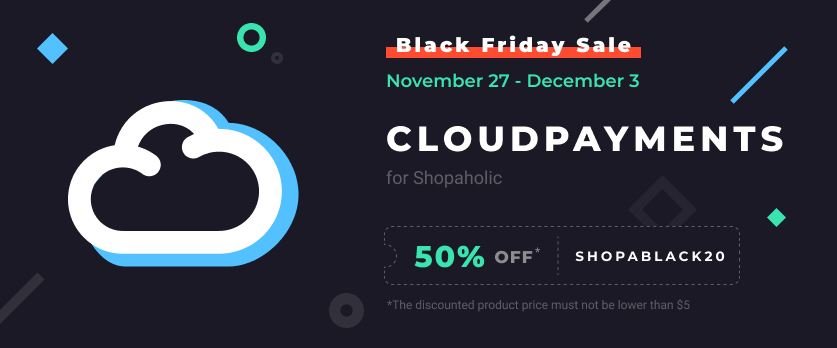 Black Friday Sale
November 27 - December 3
CLOUDPAYMENTS
for Shopaholic
50% OFF* SHOPABLACK20
*The discounted product price must not be lower than $5